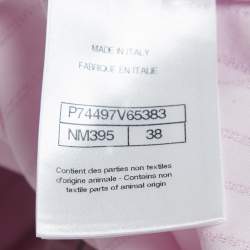 MADE IN ITALY
FABRIQUÉ EN ITALIE
P74497V65383
NM395 38
Contient des parties non textiles
d'origine animale - Contains non
textile parts of animal origin